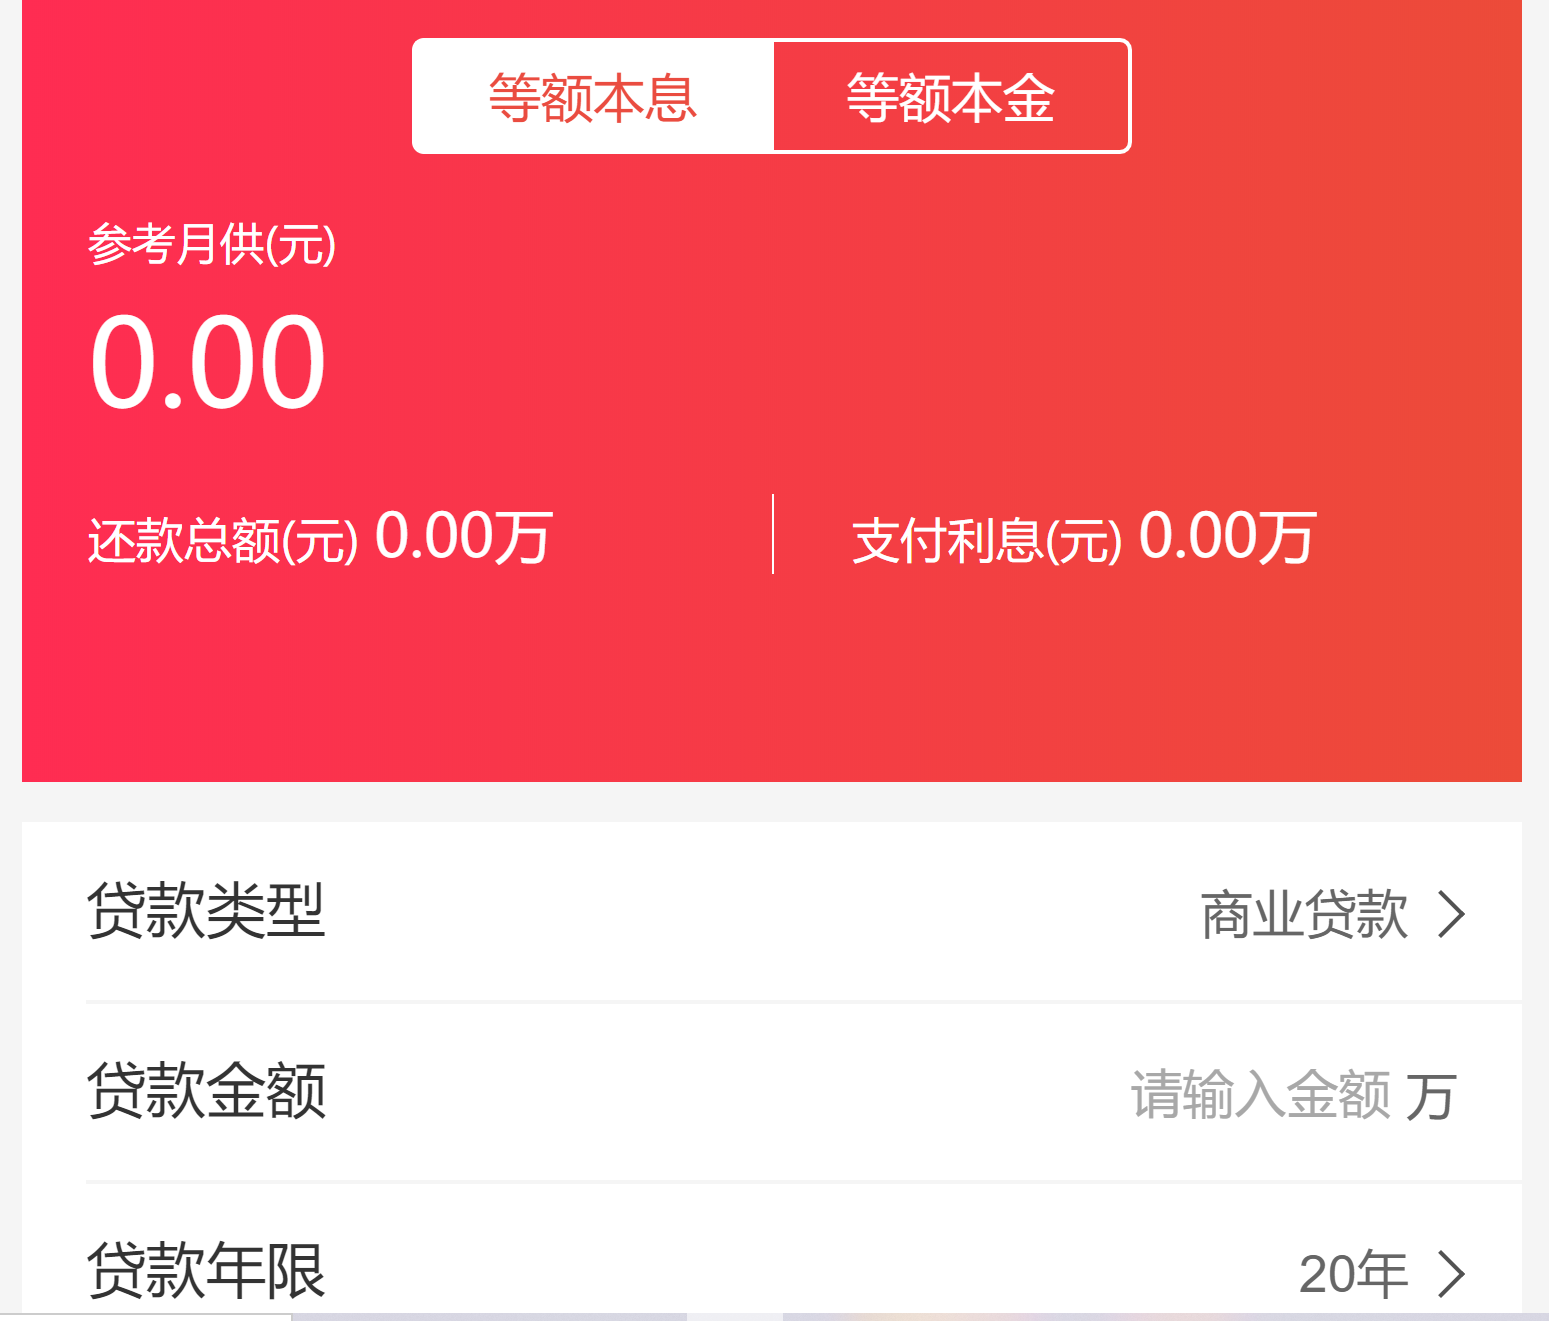 等额本息 等额本金
参考月供(元)
0.00
还款总额(元) 0.00万 支付利息(元) 0.00万
贷款类型 商业贷款
贷款金额 请输入金额 万
贷款年限 20年